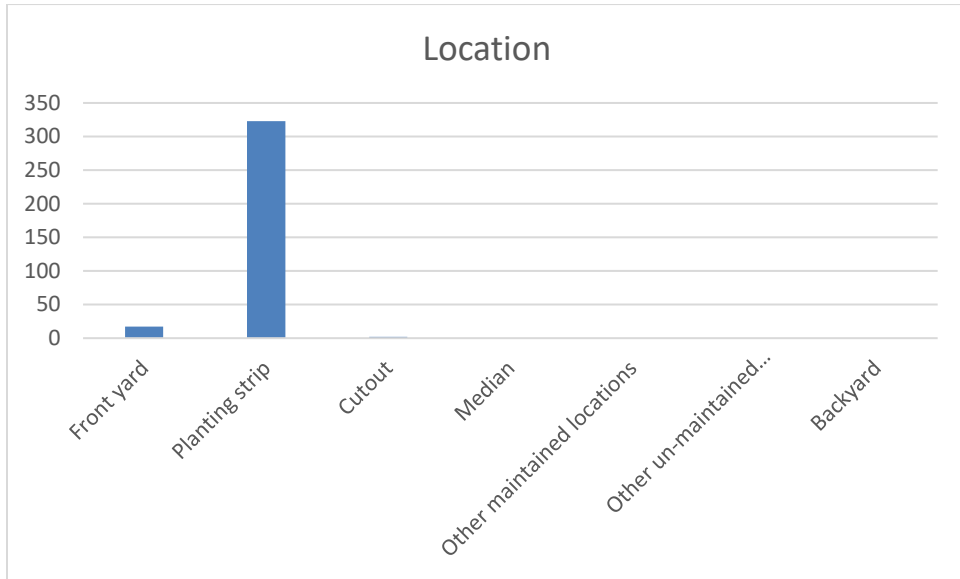 Location
350
300
250
200
150
100
50
0
Front yard
Planting strip
Cutout
Median
Other maintained locations
Other un-maintained...
Backyard